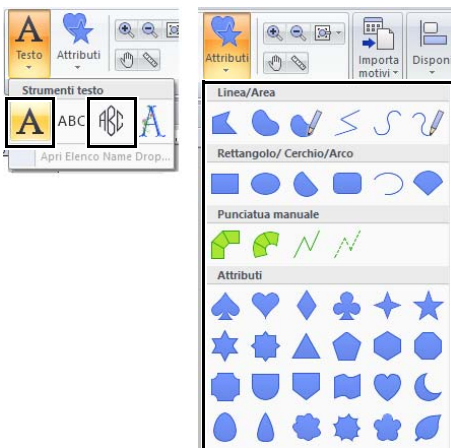 Testo
Attributi
Strumenti testo
A ABC ABC A
Apri Elenco Name Drop...
Attributi
Importa
motivi
Dispon
Linea/Area
Rettangolo/ Cerchio/Arco
Punciatua manuale
Attributi